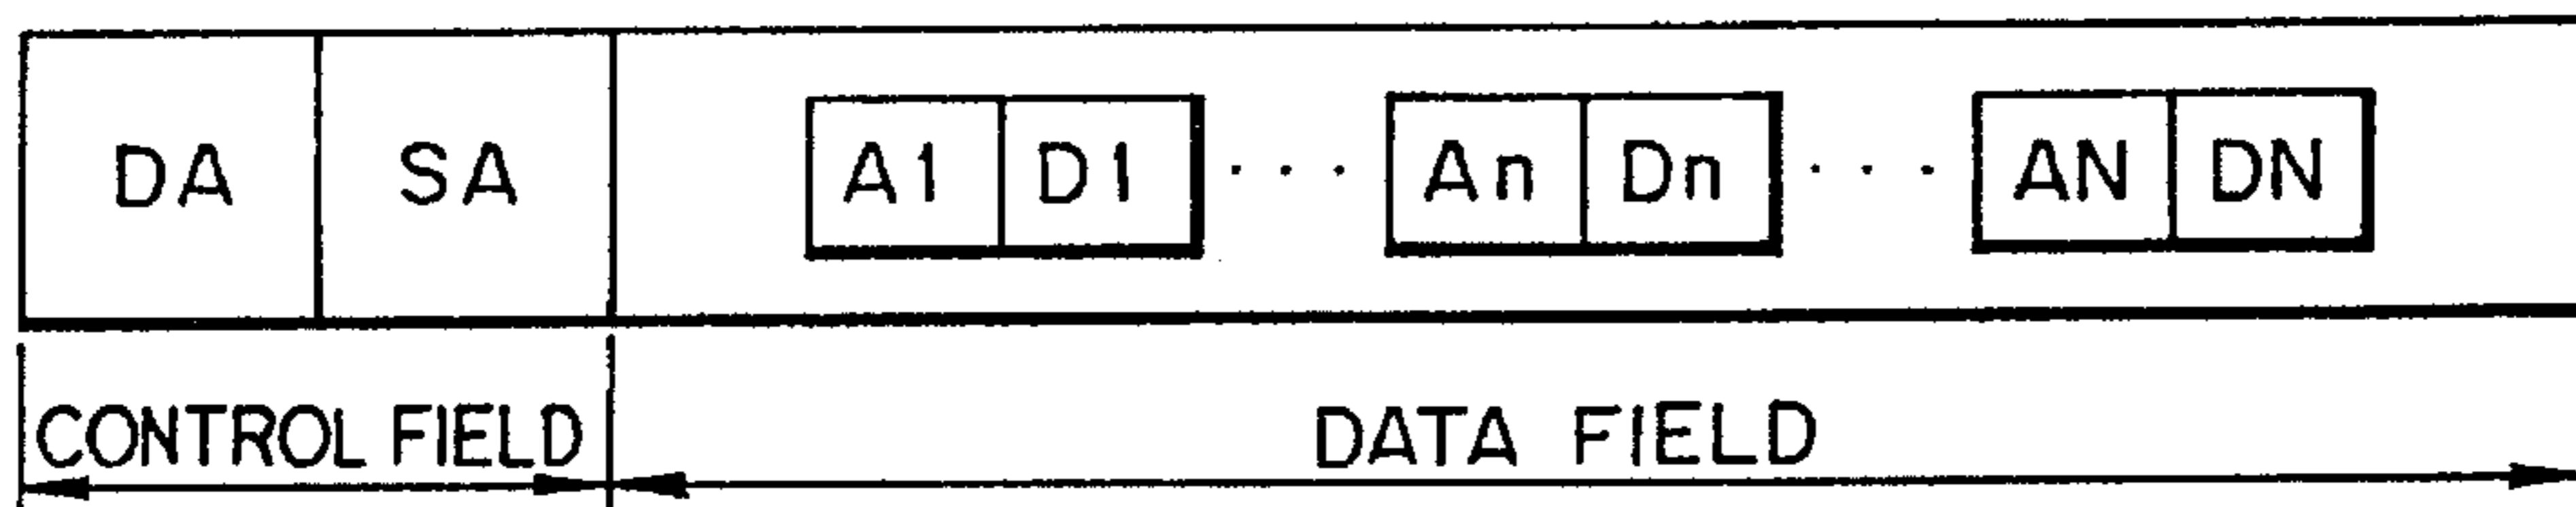 DA SA A1 D1 ... An Dn ... AN DN
CONTROL FIELD DATA FIELD